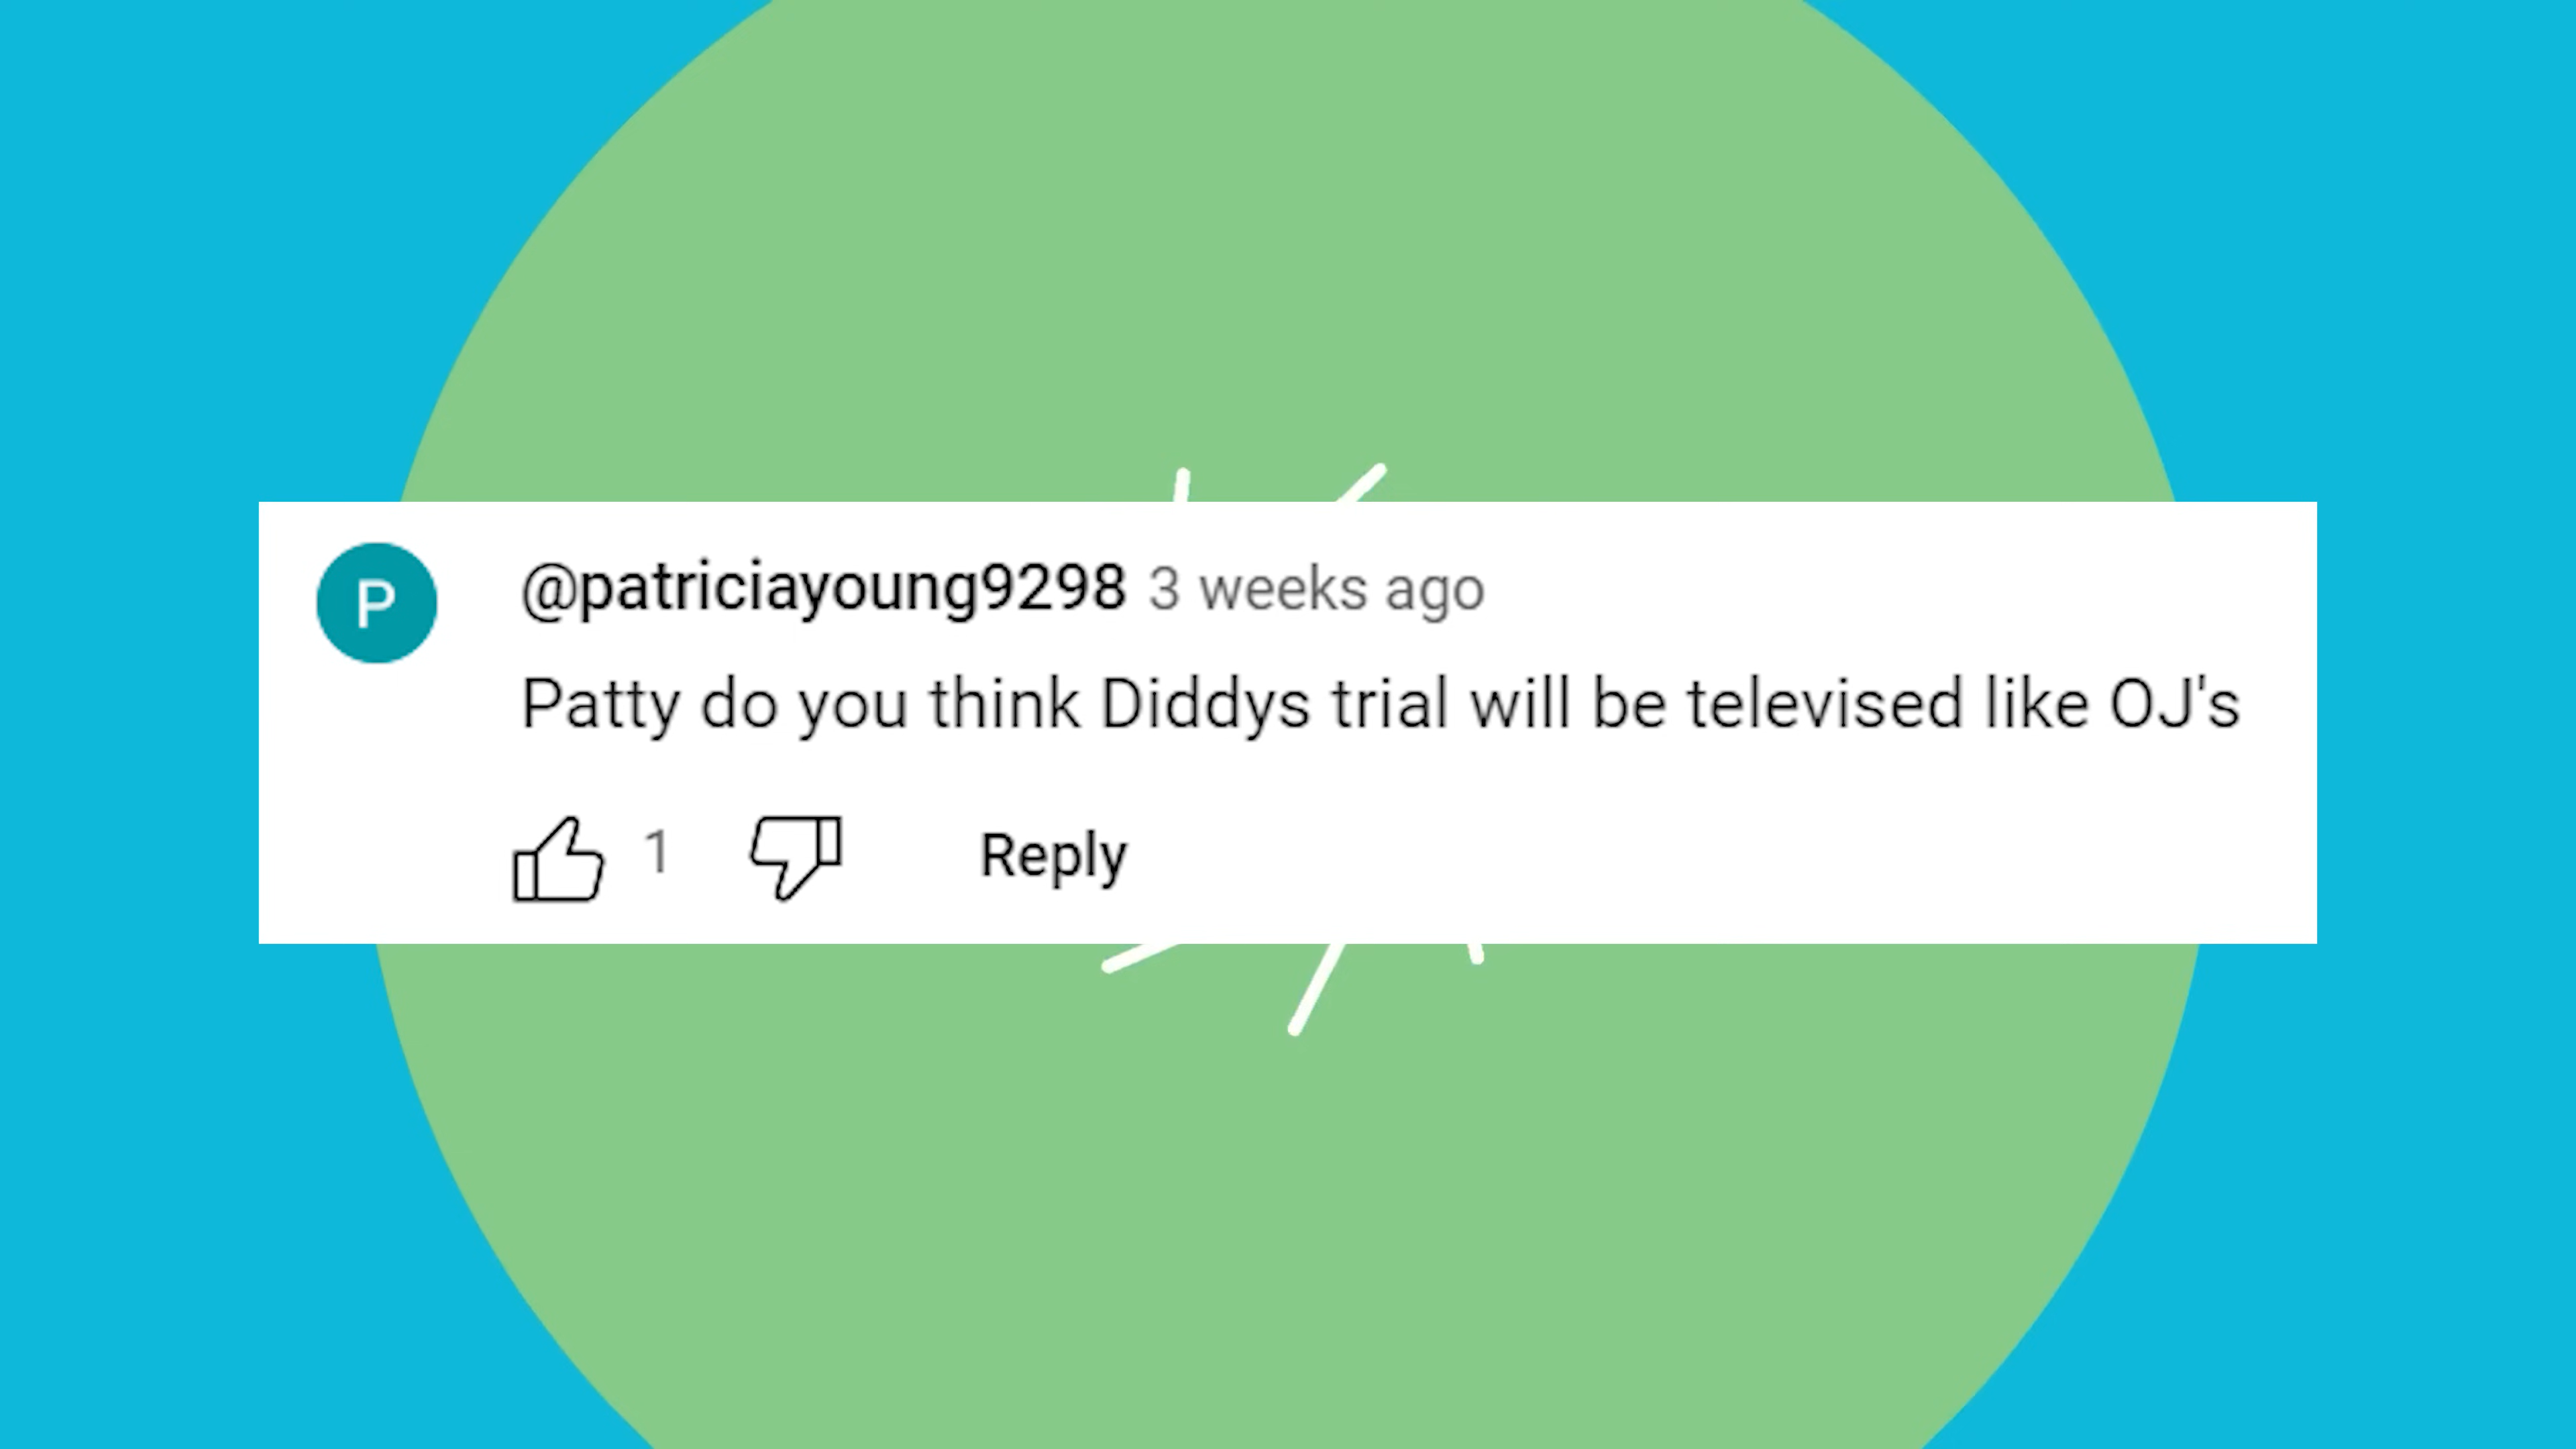 P
@patriciayoung9298 3 weeks ago
Patty do you think Diddys trial will be televised like OJ's
1 Reply